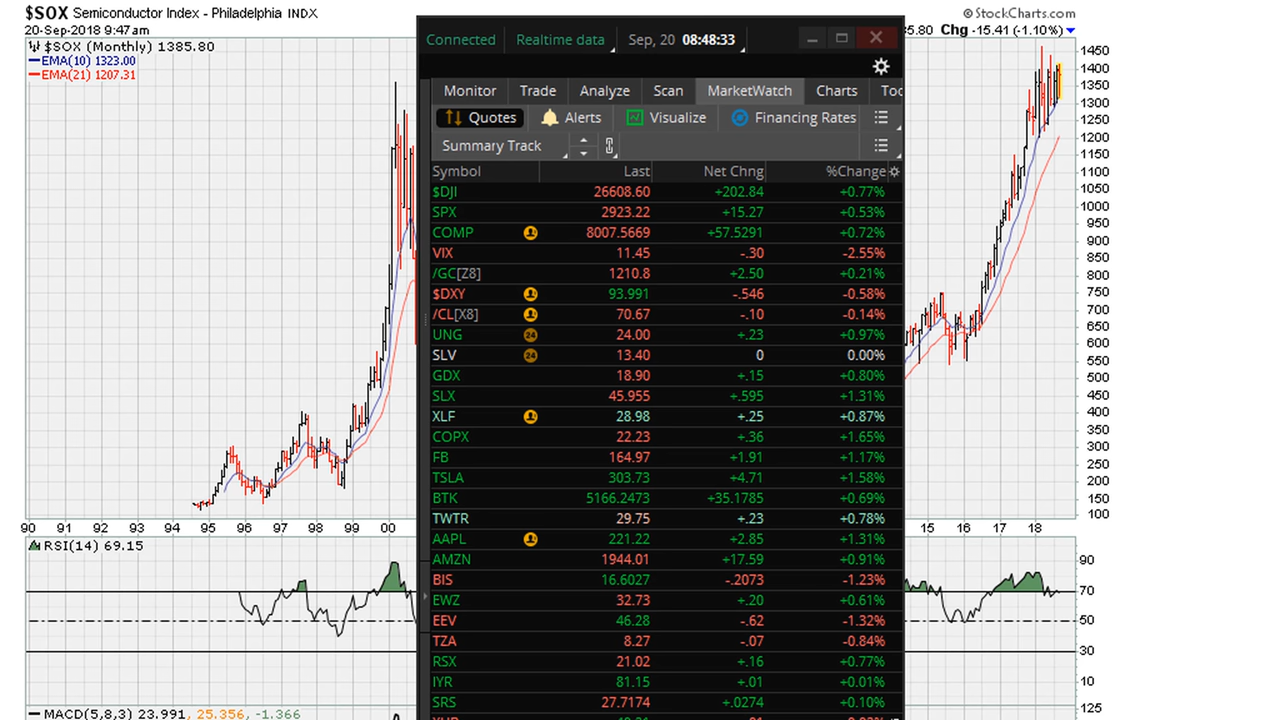 $SOX Semiconductor Index - Philadelphia INDX
© StockCharts.com
20-Sep-2018 9:47am
5.80 Chg -15.41 (-1.10%)
$SOX (Monthly) 1385.80
EMA(10) 1323.00
EMA(21) 1207.31
Connected Realtime data Sep, 20 08:48:33
Monitor Trade Analyze Scan MarketWatch Charts Too
Quotes Alerts Visualize Financing Rates
Summary Track
Symbol Last Net Chng %Change
$DJI 26608.60 +202.84 +0.77%
SPX 2923.22 +15.27 +0.53%
COMP 8007.5669 +57.5291 +0.72%
VIX 11.45 -.30 -2.55%
/GC[Z8] 1210.8 +2.50 +0.21%
$DXY 93.991 -.546 -0.58%
/CL[X8] 70.67 -.10 -0.14%
UNG 24 24.00 +.23 +0.97%
SLV 24 13.40 0 0.00%
GDX 18.90 +.15 +0.80%
SLX 45.955 +.595 +1.31%
XLF 28.98 +.25 +0.87%
COPX 22.23 +.36 +1.65%
FB 164.97 +1.91 +1.17%
TSLA 303.73 +4.71 +1.58%
BTK 5166.2473 +35.1785 +0.69%
TWTR 29.75 +.23 +0.78%
AAPL 221.22 +2.85 +1.31%
AMZN 1944.01 +17.59 +0.91%
BIS 16.6027 -.2073 -1.23%
EWZ 32.73 +.20 +0.61%
EEV 46.28 -.62 -1.32%
TZA 8.27 -.07 -0.84%
RSX 21.02 +.16 +0.77%
IYR 81.15 +.01 +0.01%
SRS 27.7174 +.0274 +0.10%
1450
1400
1350
1300
1250
1200
1150
1100
1050
1000
950
900
850
800
750
700
650
600
550
500
450
400
350
300
250
200
150
100
90 91 92 93 94 95 96 97 98 99 00 15 16 17 18
RSI(14) 69.15
90
70
50
30
10
MACD(5,8,3) 23.991, 25.356, -1.366
125